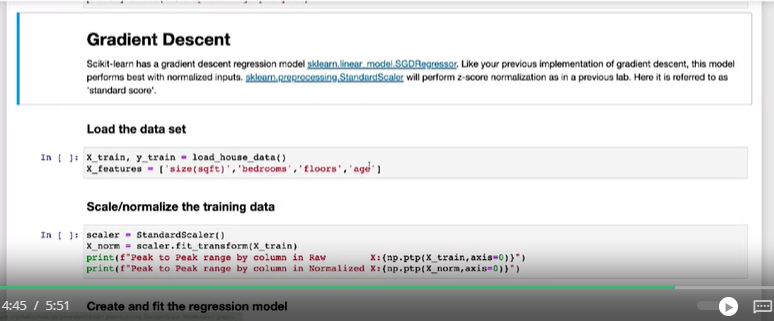 Gradient Descent
Scikit-learn has a gradient descent regression model sklearn.linear_model.SGDRegressor. Like your previous implementation of gradient descent, this model
performs best with normalized inputs. sklearn.preprocessing.StandardScaler will perform z-score normalization as in a previous lab. Here it is referred to as
'standard score'.
Load the data set
In [ ]: X_train, y_train = load_house_data()
X_features = ['size(sqft)','bedrooms','floors','age']
Scale/normalize the training data
In [ ]: scaler = StandardScaler()
X_norm = scaler.fit_transform(X_train)
print(f"Peak to Peak range by column in Raw X:{np.ptp(X_train,axis=0)}")
print(f"Peak to Peak range by column in Normalized X:{np.ptp(X_norm,axis=0)}")
4:45 / 5:51 Create and fit the regression model